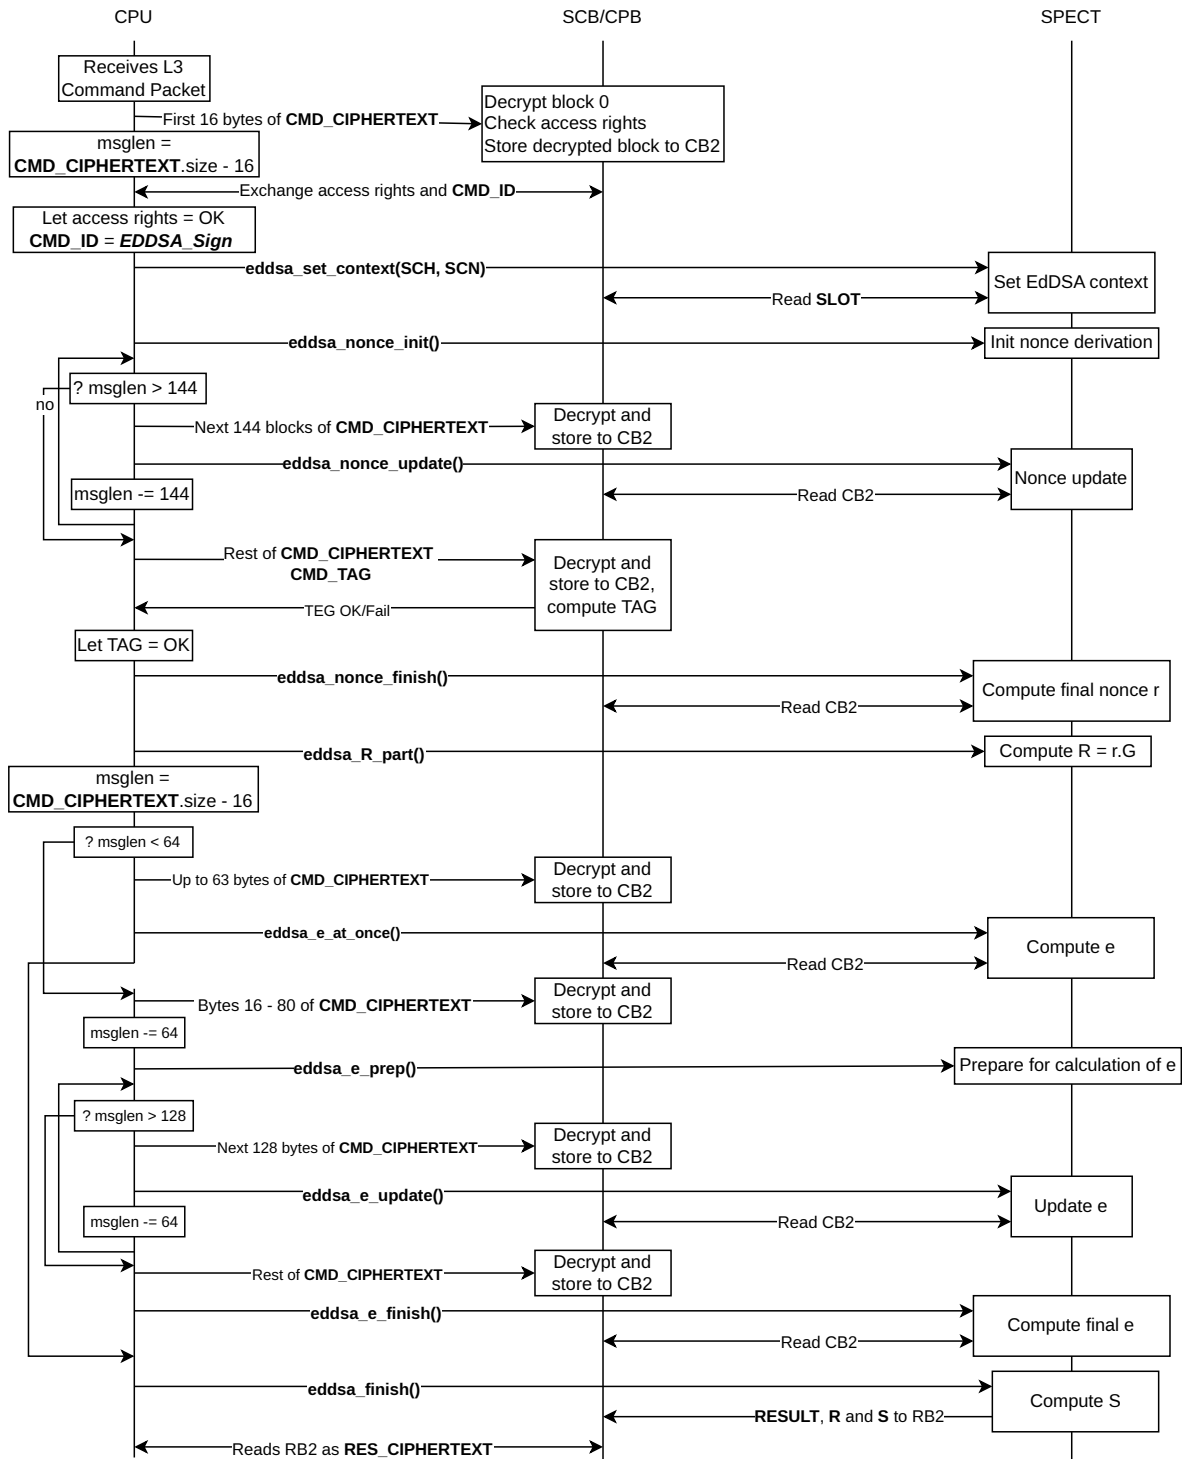 CPU
SCB/CPB
SPECT
Receives L3
Command Packet
First 16 bytes of CMD_CIPHERTEXT
Decrypt block 0
Check access rights
Store decrypted block to CB2
msglen =
CMD_CIPHERTEXT.size - 16
Exchange access rights and CMD_ID
Let access rights = OK
CMD_ID = EDDSA_Sign
eddsa_set_context(SCH, SCN)
Set EdDSA context
Read SLOT
eddsa_nonce_init()
Init nonce derivation
? msglen > 144
no
Next 144 blocks of CMD_CIPHERTEXT
Decrypt and
store to CB2
eddsa_nonce_update()
Nonce update
msglen -= 144
Read CB2
Rest of CMD_CIPHERTEXT
CMD_TAG
Decrypt and
store to CB2,
compute TAG
TEG OK/Fail
Let TAG = OK
eddsa_nonce_finish()
Compute final nonce r
Read CB2
eddsa_R_part()
Compute R = r.G
msglen =
CMD_CIPHERTEXT.size - 16
? msglen < 64
Up to 63 bytes of CMD_CIPHERTEXT
Decrypt and
store to CB2
eddsa_e_at_once()
Compute e
Read CB2
Bytes 16 - 80 of CMD_CIPHERTEXT
Decrypt and
store to CB2
msglen -= 64
eddsa_e_prep()
Prepare for calculation of e
? msglen > 128
Next 128 bytes of CMD_CIPHERTEXT
Decrypt and
store to CB2
eddsa_e_update()
Update e
msglen -= 64
Read CB2
Rest of CMD_CIPHERTEXT
Decrypt and
store to CB2
eddsa_e_finish()
Compute final e
Read CB2
eddsa_finish()
Compute S
RESULT, R and S to RB2
Reads RB2 as RES_CIPHERTEXT